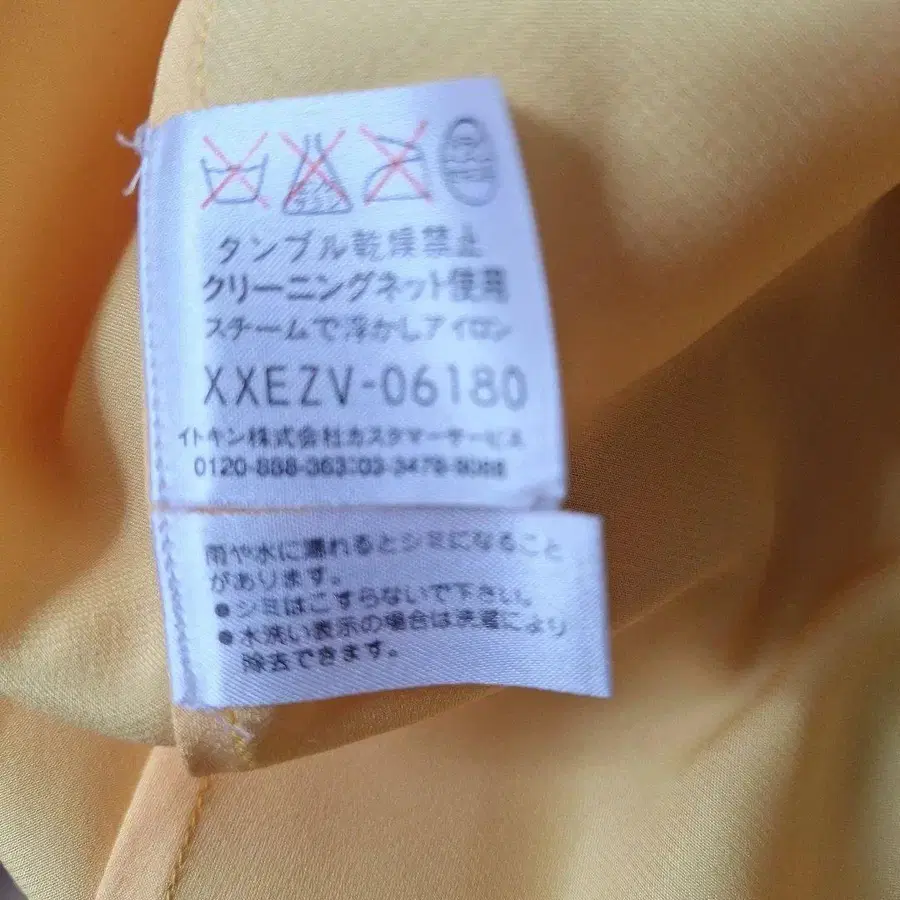 タンブル乾燥禁止
クリーニングネット使用
スチームで浮かしアイロン
XXEZV-06180
イトキン株式会社カスタマーサービス
0120-888-363:03-3478-8088
雨や水に濡れるとシミになること
があります。
●シミはこすらないで下さい。
●水洗い表示の場合は洗濯により
除去できます。